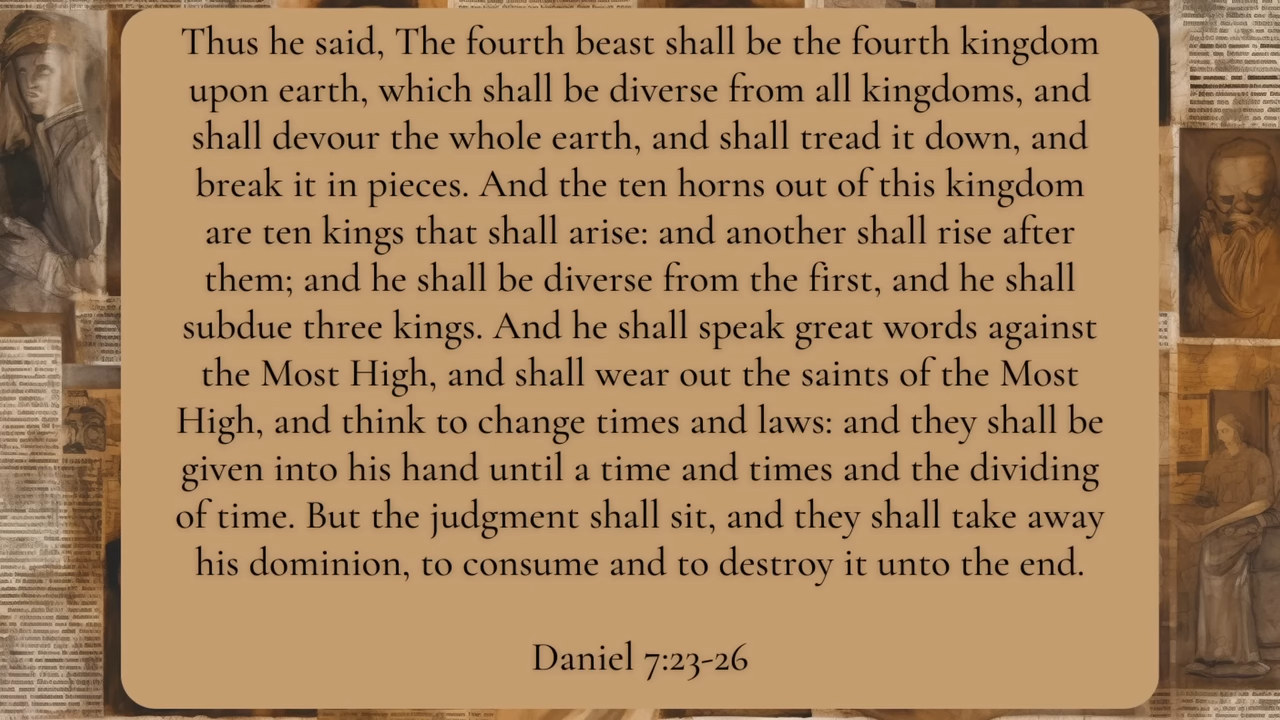 Thus he said, The fourth beast shall be the fourth kingdom
upon earth, which shall be diverse from all kingdoms, and
shall devour the whole earth, and shall tread it down, and
break it in pieces. And the ten horns out of this kingdom
are ten kings that shall arise: and another shall rise after
them; and he shall be diverse from the first, and he shall
subdue three kings. And he shall speak great words against
the Most High, and shall wear out the saints of the Most
High, and think to change times and laws: and they shall be
given into his hand until a time and times and the dividing
of time. But the judgment shall sit, and they shall take away
his dominion, to consume and to destroy it unto the end.
Daniel 7:23-26